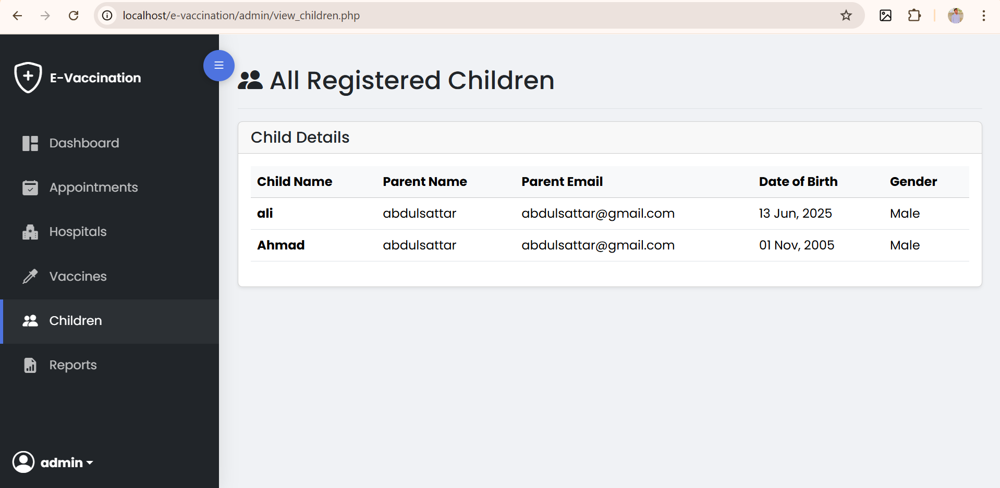 localhost/e-vaccination/admin/view_children.php
E-Vaccination
Dashboard
Appointments
Hospitals
Vaccines
Children
Reports
admin
All Registered Children
Child Details
Child Name Parent Name Parent Email Date of Birth Gender
ali abdulsattar abdulsattar@gmail.com 13 Jun, 2025 Male
Ahmad abdulsattar abdulsattar@gmail.com 01 Nov, 2005 Male